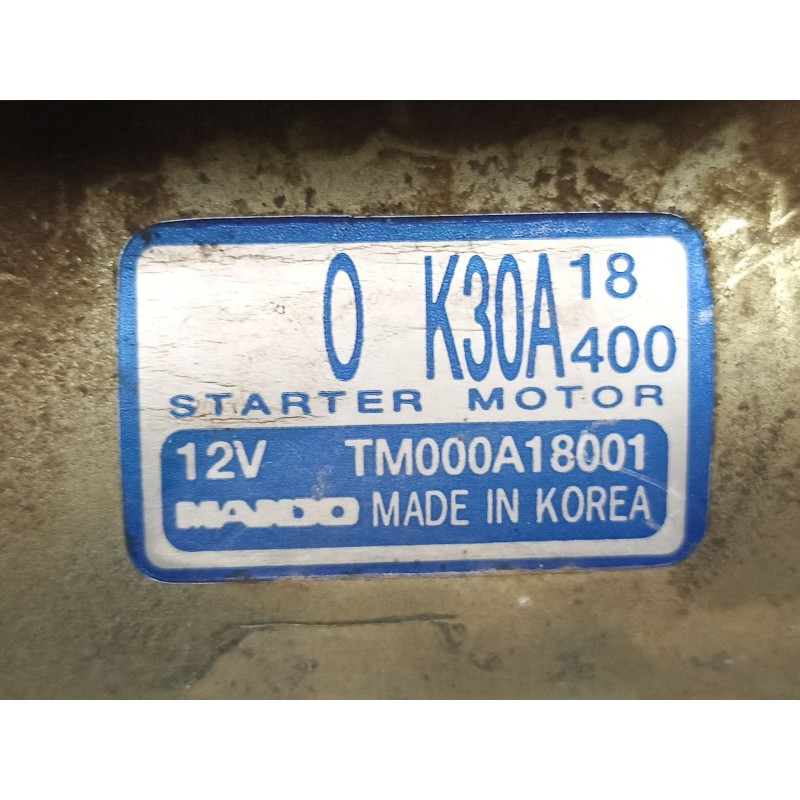 0 K30A 18
400
STARTER MOTOR
12V TM000A18001
MANDO MADE IN KOREA